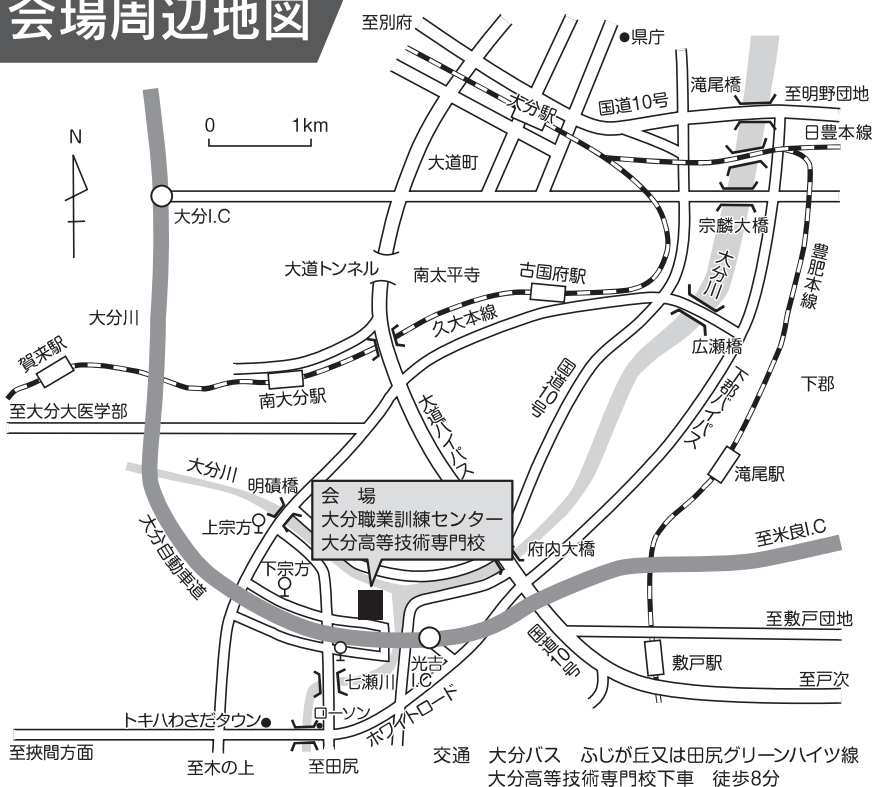 会場周辺地図
至別府
県庁
滝尾橋
国道10号
至明野団地
大分駅
日豊本線
N
0 1km
大道町
大分I.C
宗麟大橋
大道トンネル
南太平寺
古国府駅
大分川
豊肥本線
大分川
久大本線
賀来駅
広瀬橋
国道10号
下郡
南大分駅
下郡バイパス
至大分大医学部
大道バイパス
大分川
滝尾駅
明磧橋
会　場
大分職業訓練センター
大分高等技術専門校
上宗方
大分自動車道
府内大橋
至米良I.C
下宗方
至敷戸団地
国道10号
光吉
I.C
敷戸駅
七瀬川
至戸次
トキハわさだタウン
ローソン
ホワイトロード
至挾間方面
至木の上
至田尻
交通　大分バス　ふじが丘又は田尻グリーンハイツ線
大分高等技術専門校下車　徒歩8分